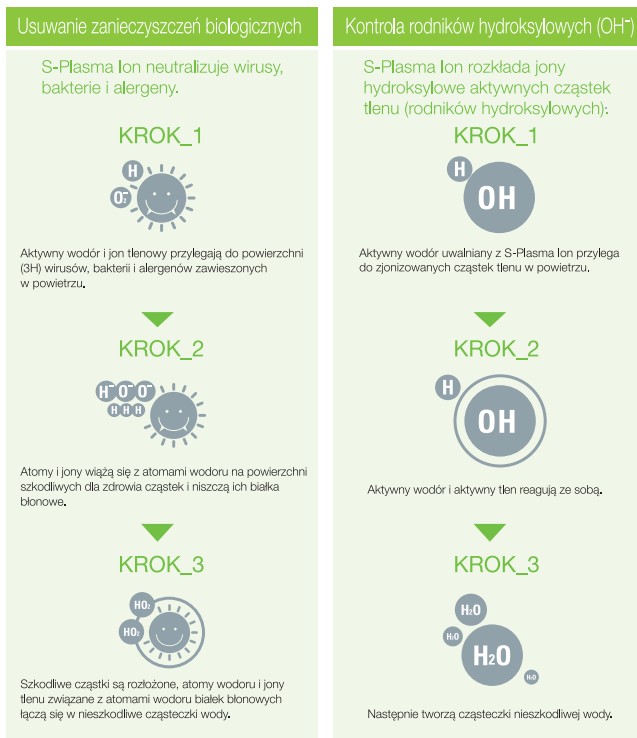 Usuwanie zanieczyszczeń biologicznych
S-Plasma Ion neutralizuje wirusy,
bakterie i alergeny.
KROK_1
H
O₂⁻
Aktywny wodór i jon tlenowy przylegają do powierzchni
(3H) wirusów, bakterii i alergenów zawieszonych
w powietrzu.
KROK_2
H⁻ O⁻ O⁻
H H H
Atomy i jony wiążą się z atomami wodoru na powierzchni
szkodliwych dla zdrowia cząstek i niszczą ich białka
błonowe.
KROK_3
HO₂
HO₂
Szkodliwe cząstki są rozłożone, atomy wodoru i jony
tlenu związane z atomami wodoru białek błonowych
łączą się w nieszkodliwe cząsteczki wody.
Kontrola rodników hydroksylowych (OH⁻)
S-Plasma Ion rozkłada jony
hydroksylowe aktywnych cząstek
tlenu (rodników hydroksylowych):
KROK_1
H
OH
Aktywny wodór uwalniany z S-Plasma Ion przylega
do zjonizowanych cząstek tlenu w powietrzu.
KROK_2
H
OH
Aktywny wodór i aktywny tlen reagują ze sobą.
KROK_3
H₂O
H₂O
H₂O
H₂O
Następnie tworzą cząsteczki nieszkodliwej wody.